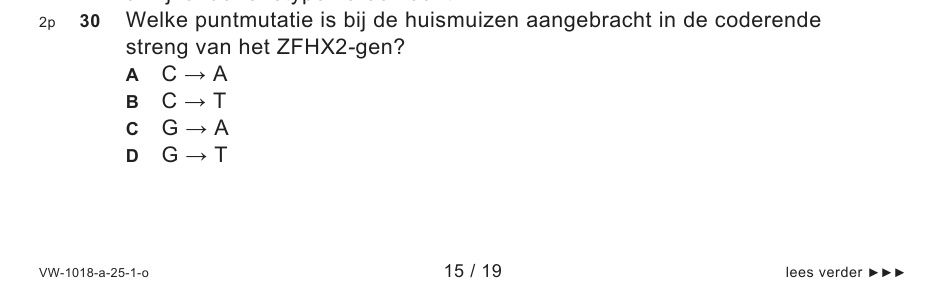 2p 30 Welke puntmutatie is bij de huismuizen aangebracht in de coderende
streng van het ZFHX2-gen?
A C → A
B C → T
C G → A
D G → T
VW-1018-a-25-1-o 15 / 19 lees verder ►►►